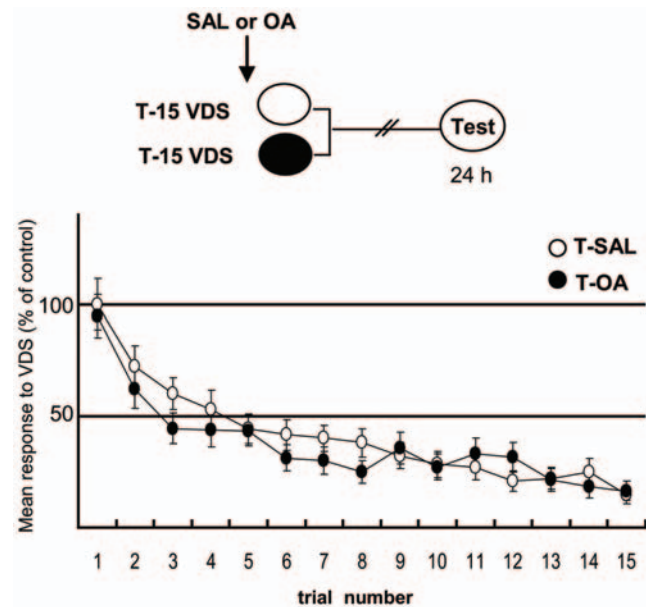 SAL or OA
T-15 VDS
T-15 VDS
Test
24 h
Mean response to VDS (% of control)
100
50
T-SAL
T-OA
1 2 3 4 5 6 7 8 9 10 11 12 13 14 15
trial number